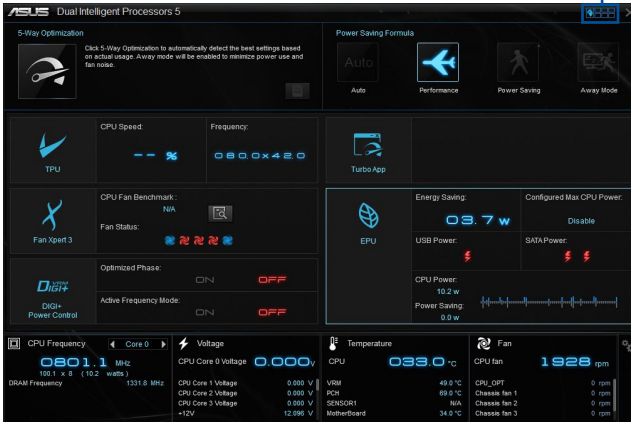 ASUS Dual Intelligent Processors 5
5-Way Optimization
Click 5-Way Optimization to automatically detect the best settings based
on actual usage. Away mode will be enabled to minimize power use and
fan noise.
Power Saving Formula
Auto
Auto
Performance
Power Saving
Away Mode
TPU
CPU Speed:
-- %
Frequency:
080.0x42.0
Turbo App
Fan Xpert 3
CPU Fan Benchmark :
N/A
Fan Status:
EPU
Energy Saving:
03.7 w
Configured Max CPU Power:
Disable
USB Power:
SATA Power:
CPU Power:
10.2 w
Power Saving:
0.0 w
DIGI+ VRM
DIGI+
Power Control
Optimized Phase:
ON OFF
Active Frequency Mode:
ON OFF
CPU Frequency Core 0
0801.1 MHz
100.1 x 8 (10.2 watts )
DRAM Frequency 1331.8 MHz
Voltage
CPU Core 0 Voltage 0.000 V
CPU Core 1 Voltage 0.000 V
CPU Core 2 Voltage 0.000 V
CPU Core 3 Voltage 0.000 V
+12V 12.096 V
Temperature
CPU 033.0 °C
VRM 49.0 °C
PCH 69.0 °C
SENSOR1 N/A
MotherBoard 34.0 °C
Fan
CPU fan 1928 rpm
CPU_OPT 0 rpm
Chassis fan 1 0 rpm
Chassis fan 2 0 rpm
Chassis fan 3 0 rpm